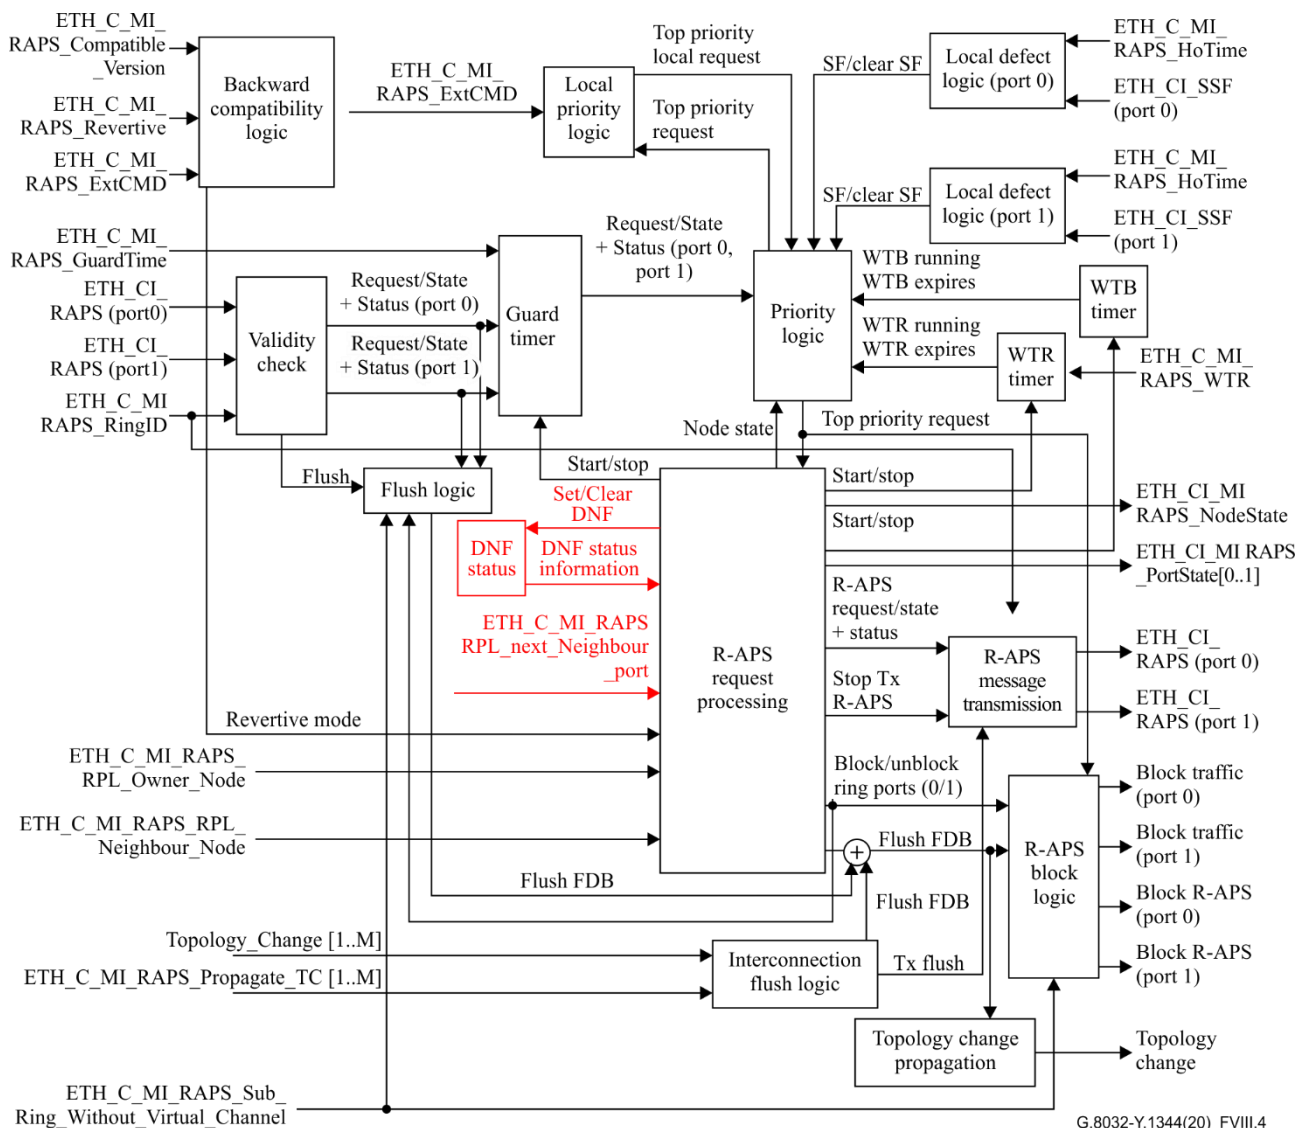 ETH_C_MI_
RAPS_Compatible
_Version
ETH_C_MI_
RAPS_Revertive
ETH_C_MI_
RAPS_ExtCMD
Backward
compatibility
logic
ETH_C_MI_
RAPS_ExtCMD
Local
priority
logic
Top priority
local request
Top priority
request
SF/clear SF
Local defect
logic (port 0)
ETH_C_MI_
RAPS_HoTime
ETH_CI_SSF
(port 0)
SF/clear SF
Local defect
logic (port 1)
ETH_C_MI_
RAPS_HoTime
ETH_CI_SSF
(port 1)
ETH_C_MI_
RAPS_GuardTime
ETH_CI_
RAPS (port0)
ETH_CI_
RAPS (port1)
ETH_C_MI
RAPS_RingID
Validity
check
Request/State
+ Status (port 0)
Request/State
+ Status (port 1)
Guard
timer
Request/State
+ Status (port 0,
port 1)
Priority
logic
WTB running
WTB expires
WTR running
WTR expires
WTB
timer
WTR
timer
ETH_C_MI_
RAPS_WTR
Node state
Top priority request
Flush
Flush logic
Start/stop
Set/Clear
DNF
DNF
status
DNF status
information
ETH_C_MI_RAPS
RPL_next_Neighbour
_port
R-APS
request
processing
Start/stop
Start/stop
ETH_CI_MI
RAPS_NodeState
ETH_CI_MI RAPS
_PortState[0..1]
R-APS
request/state
+ status
Stop Tx
R-APS
R-APS
message
transmission
ETH_CI_
RAPS (port 0)
ETH_CI_
RAPS (port 1)
Revertive mode
ETH_C_MI_RAPS_
RPL_Owner_Node
ETH_C_MI_RAPS_RPL_
Neighbour_Node
Block/unblock
ring ports (0/1)
+
Flush FDB
Flush FDB
Flush FDB
R-APS
block
logic
Block traffic
(port 0)
Block traffic
(port 1)
Block R-APS
(port 0)
Block R-APS
(port 1)
Topology_Change [1..M]
ETH_C_MI_RAPS_Propagate_TC [1..M]
Interconnection
flush logic
Tx flush
Topology change
propagation
Topology
change
ETH_C_MI_RAPS_Sub_
Ring_Without_Virtual_Channel
G.8032-Y.1344(20)_FVIII.4